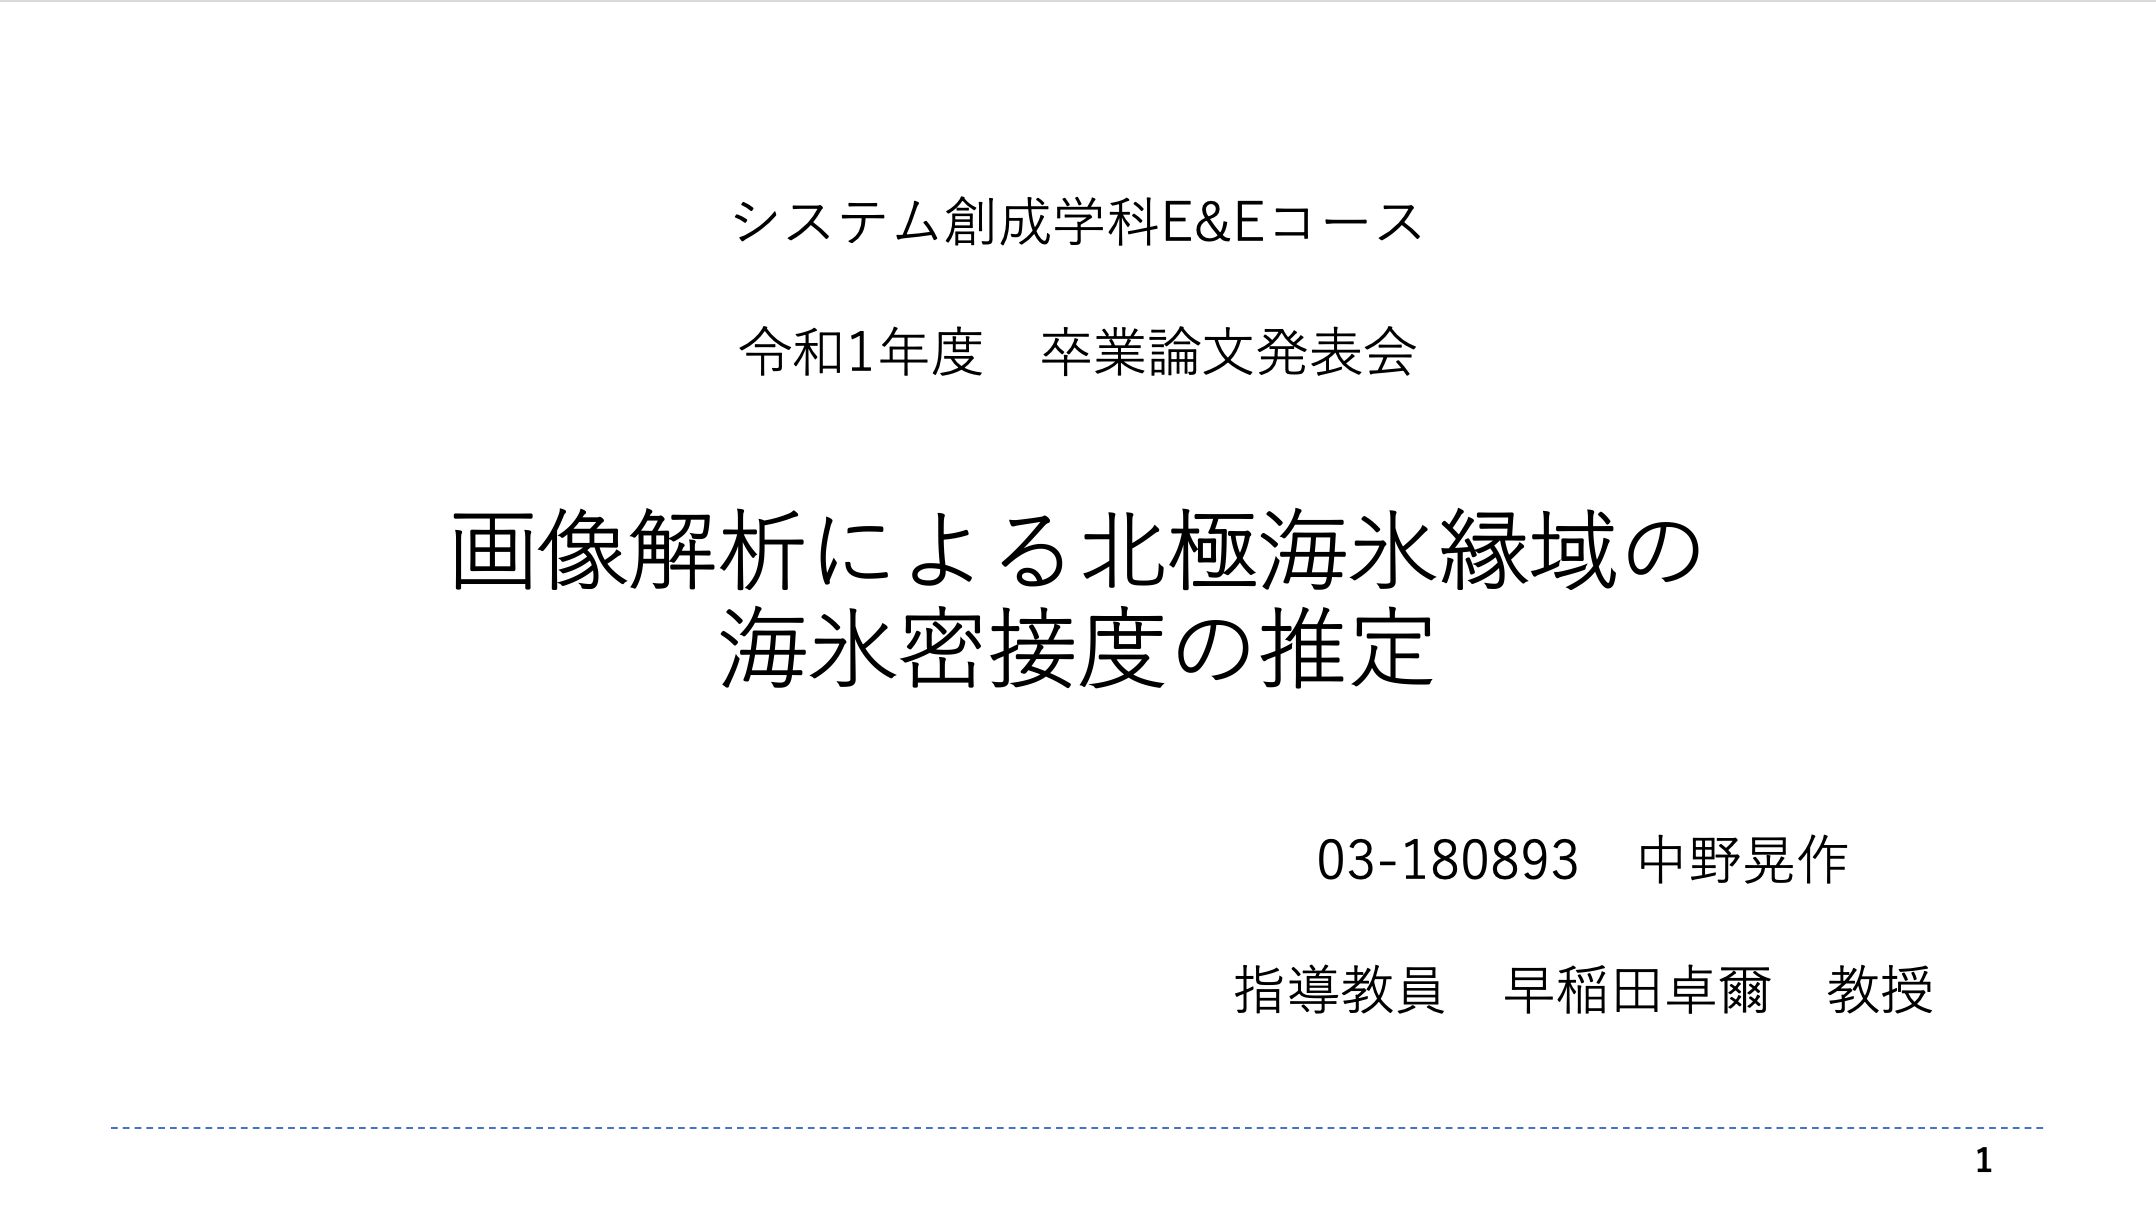 システム創成学科E&Eコース
令和1年度　卒業論文発表会
画像解析による北極海氷縁域の
海氷密接度の推定
03-180893　中野晃作
指導教員　早稲田卓爾　教授
1